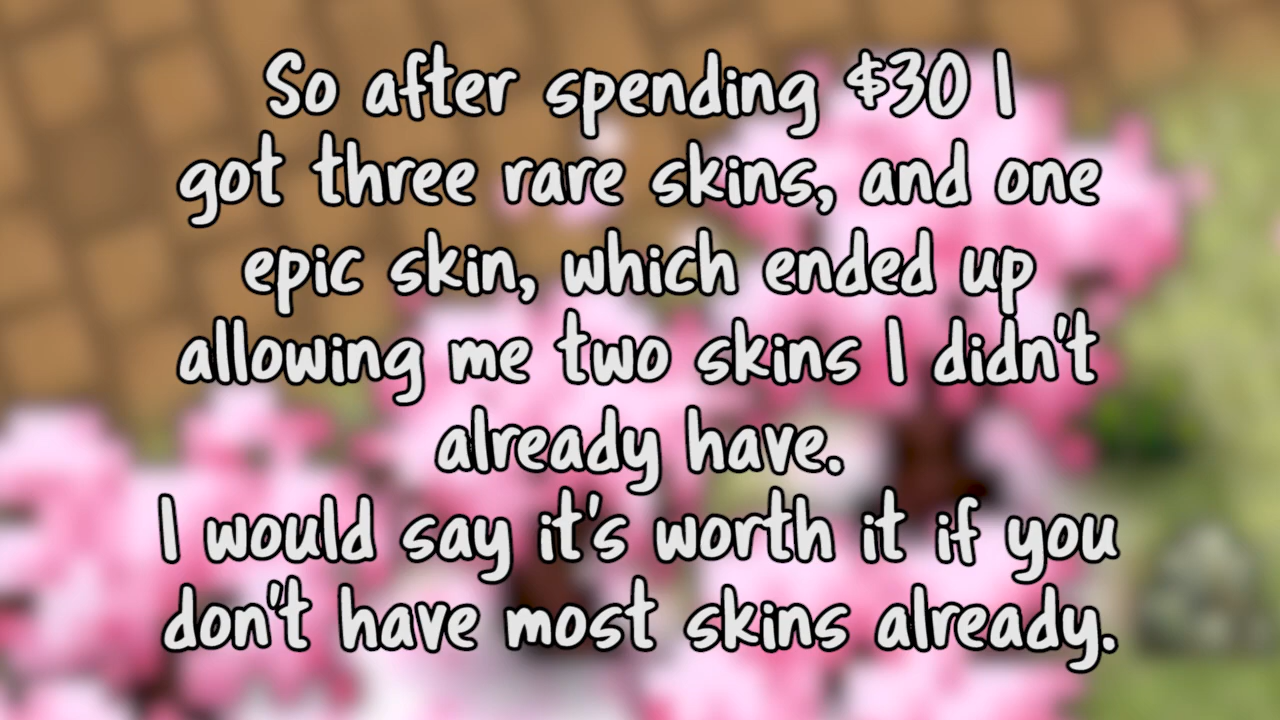 So after spending $30 I
got three rare skins, and one
epic skin, which ended up
allowing me two skins I didn't
already have.
I would say it's worth it if you
don't have most skins already.